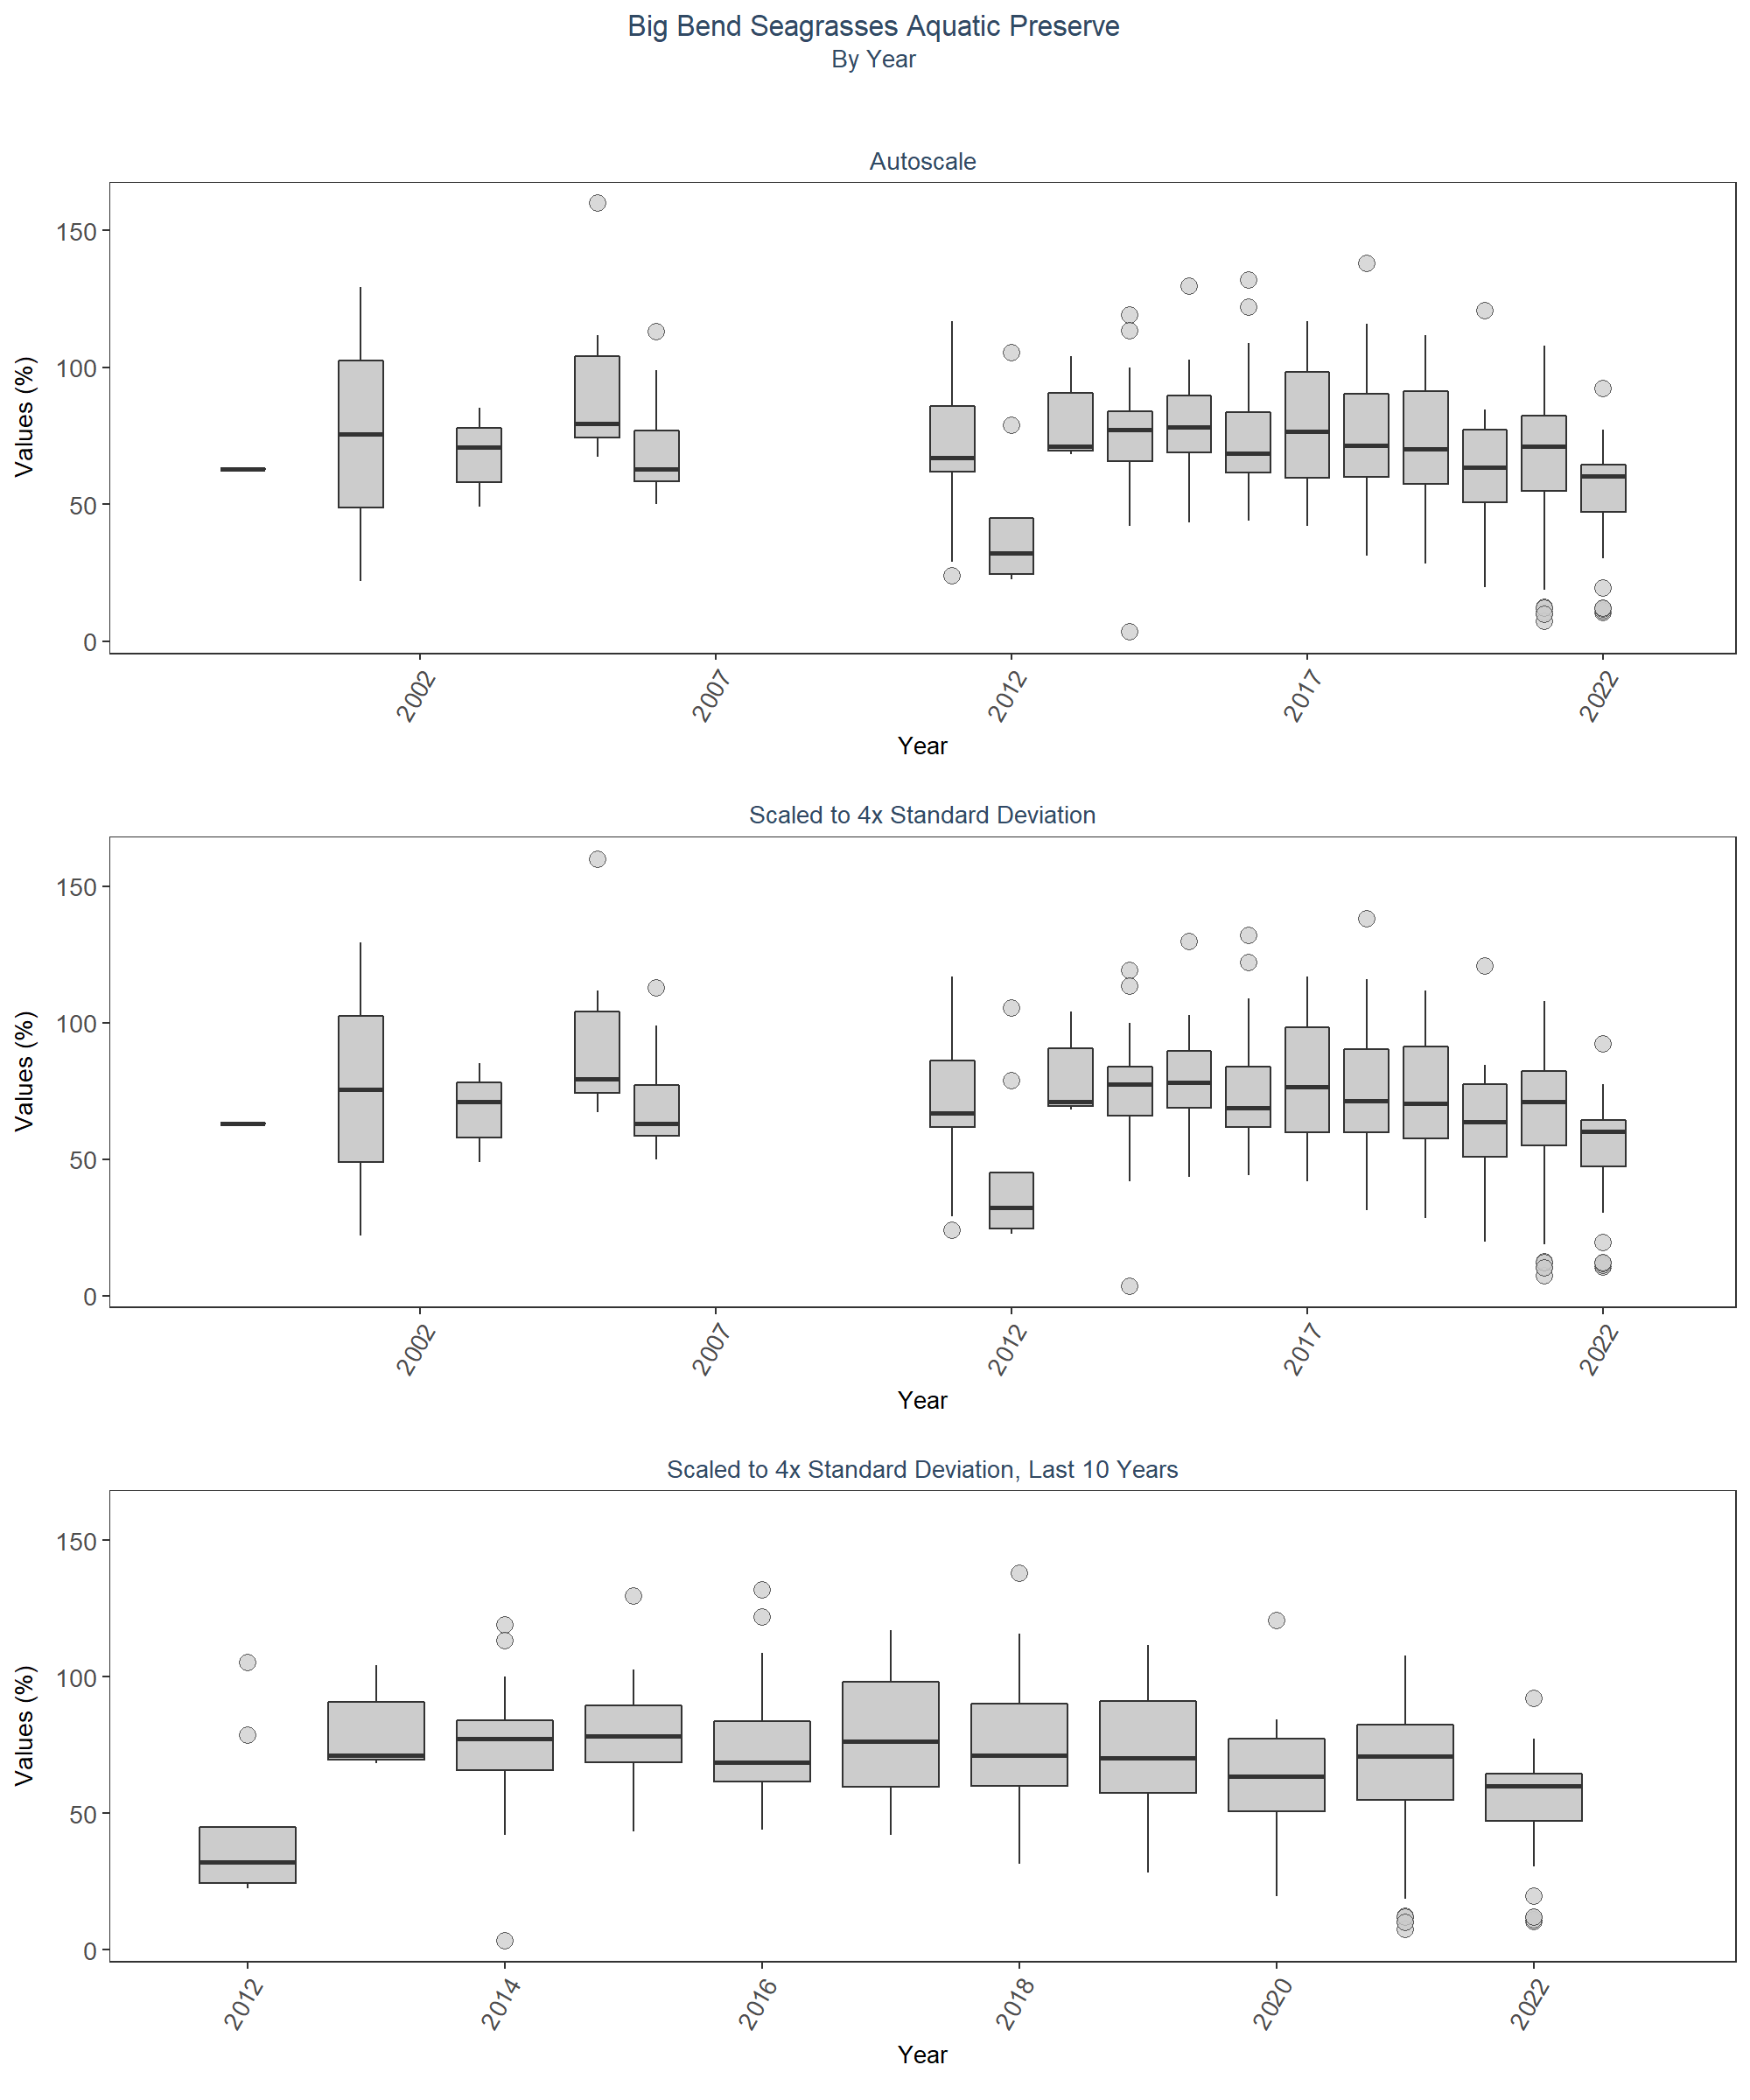 Big Bend Seagrasses Aquatic Preserve
By Year
Autoscale
Values (%)
150
100
50
0
2002
2007
2012
2017
2022
Year
Scaled to 4x Standard Deviation
Values (%)
150
100
50
0
2002
2007
2012
2017
2022
Year
Scaled to 4x Standard Deviation, Last 10 Years
Values (%)
150
100
50
0
2012
2014
2016
2018
2020
2022
Year